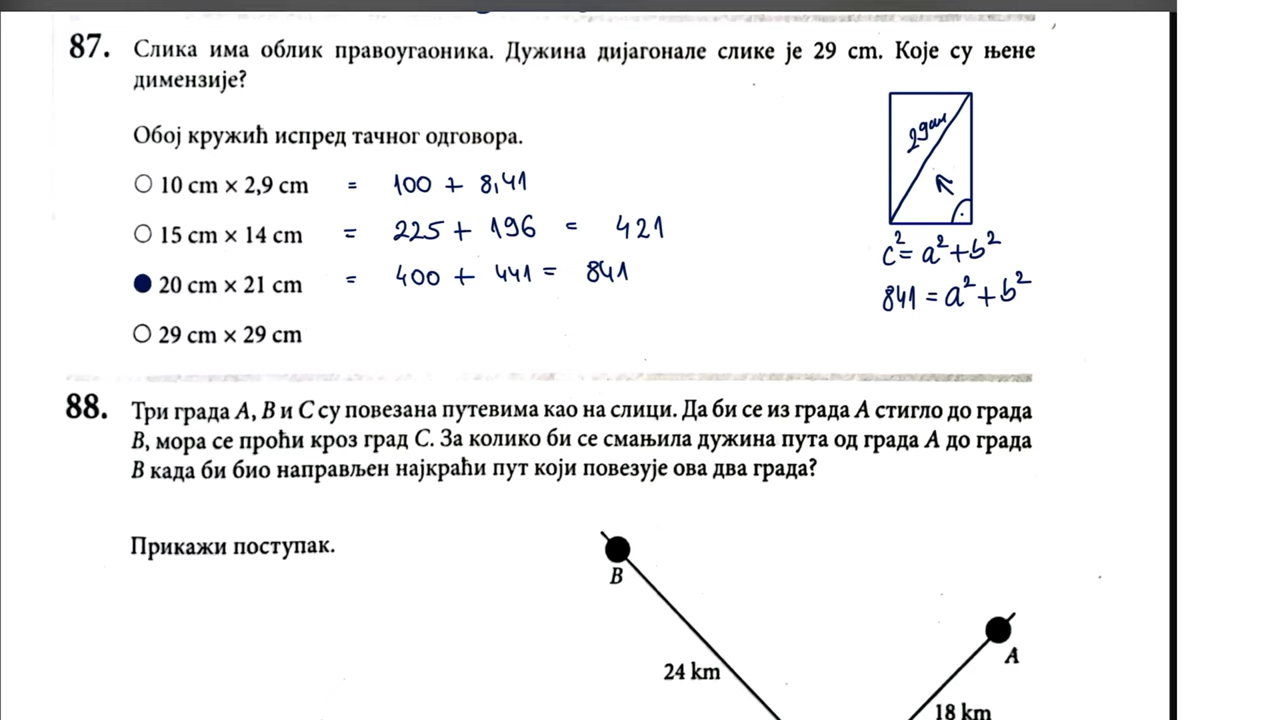 87. Слика има облик правоугаоника. Дужина дијагонале слике је 29 cm. Које су њене
димензије?
29cm
Обој кружић испред тачног одговора.
10 cm × 2,9 cm = 100 + 8,41
15 cm × 14 cm = 225 + 196 = 421
20 cm × 21 cm = 400 + 441 = 841
29 cm × 29 cm
c² = a² + b²
841 = a² + b²
88. Три града A, B и C су повезана путевима као на слици. Да би се из града A стигло до града
B, мора се проћи кроз град C. За колико би се смањила дужина пута од града A до града
B када би био направљен најкраћи пут који повезује ова два града?
Прикажи поступак.
B
A
24 km
18 km